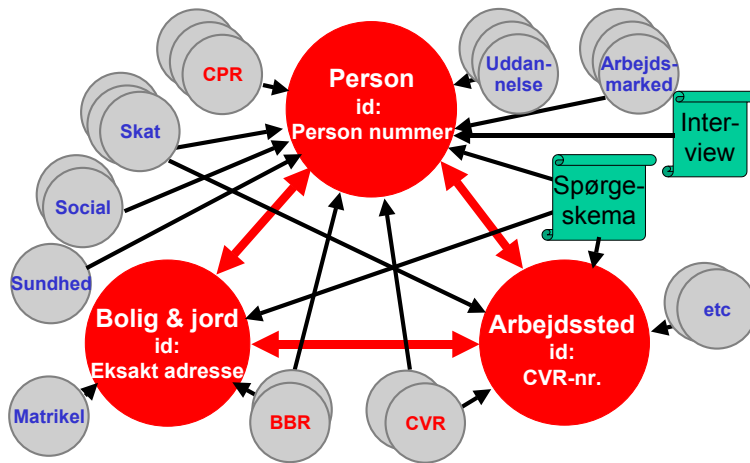 CPR
Person
id:
Person nummer
Uddan-
nelse
Arbejds-
marked
Skat
Inter-
view
Spørge-
skema
Social
Sundhed
Bolig & jord
id:
Eksakt adresse
Arbejdssted
id:
CVR-nr.
etc
Matrikel
BBR
CVR